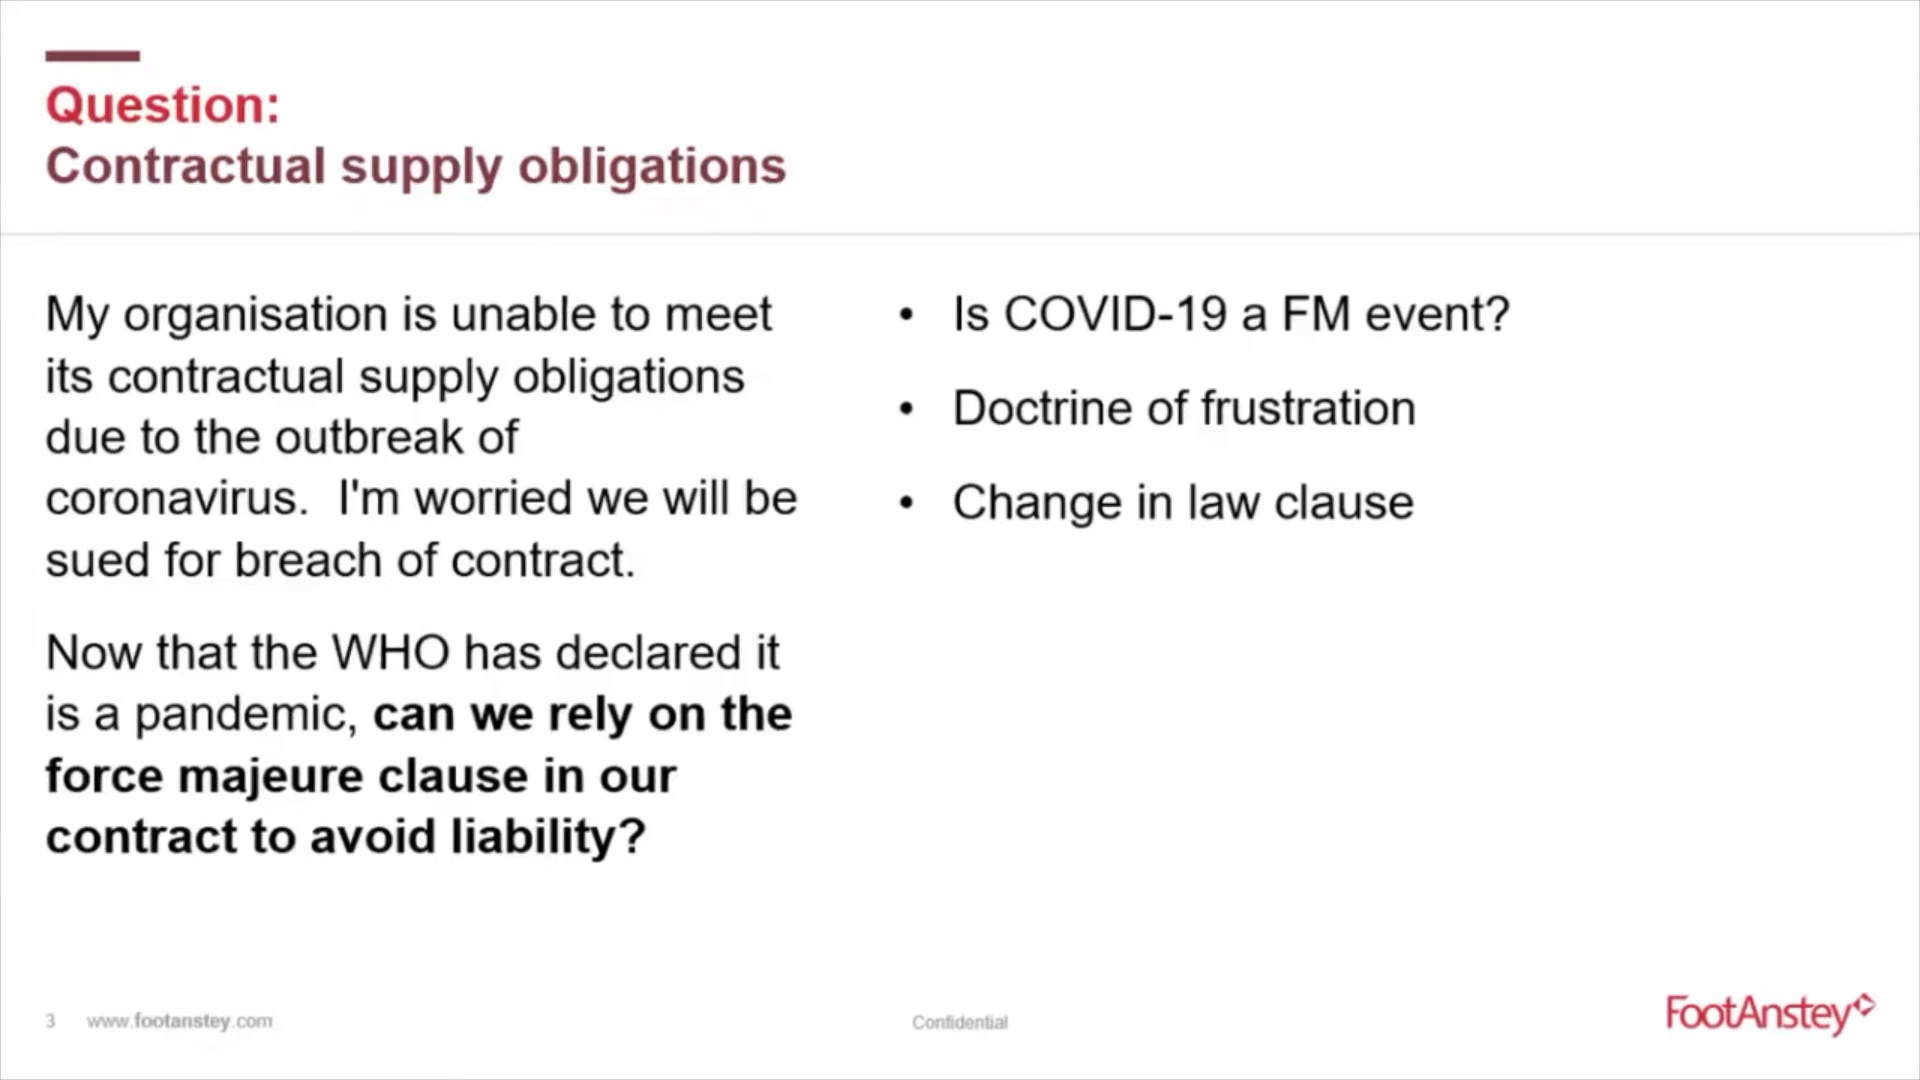 Question:
Contractual supply obligations
My organisation is unable to meet
its contractual supply obligations
due to the outbreak of
coronavirus.  I'm worried we will be
sued for breach of contract.
Now that the WHO has declared it
is a pandemic, can we rely on the
force majeure clause in our
contract to avoid liability?
• Is COVID-19 a FM event?
• Doctrine of frustration
• Change in law clause
3 www.footanstey.com
Confidential
FootAnstey